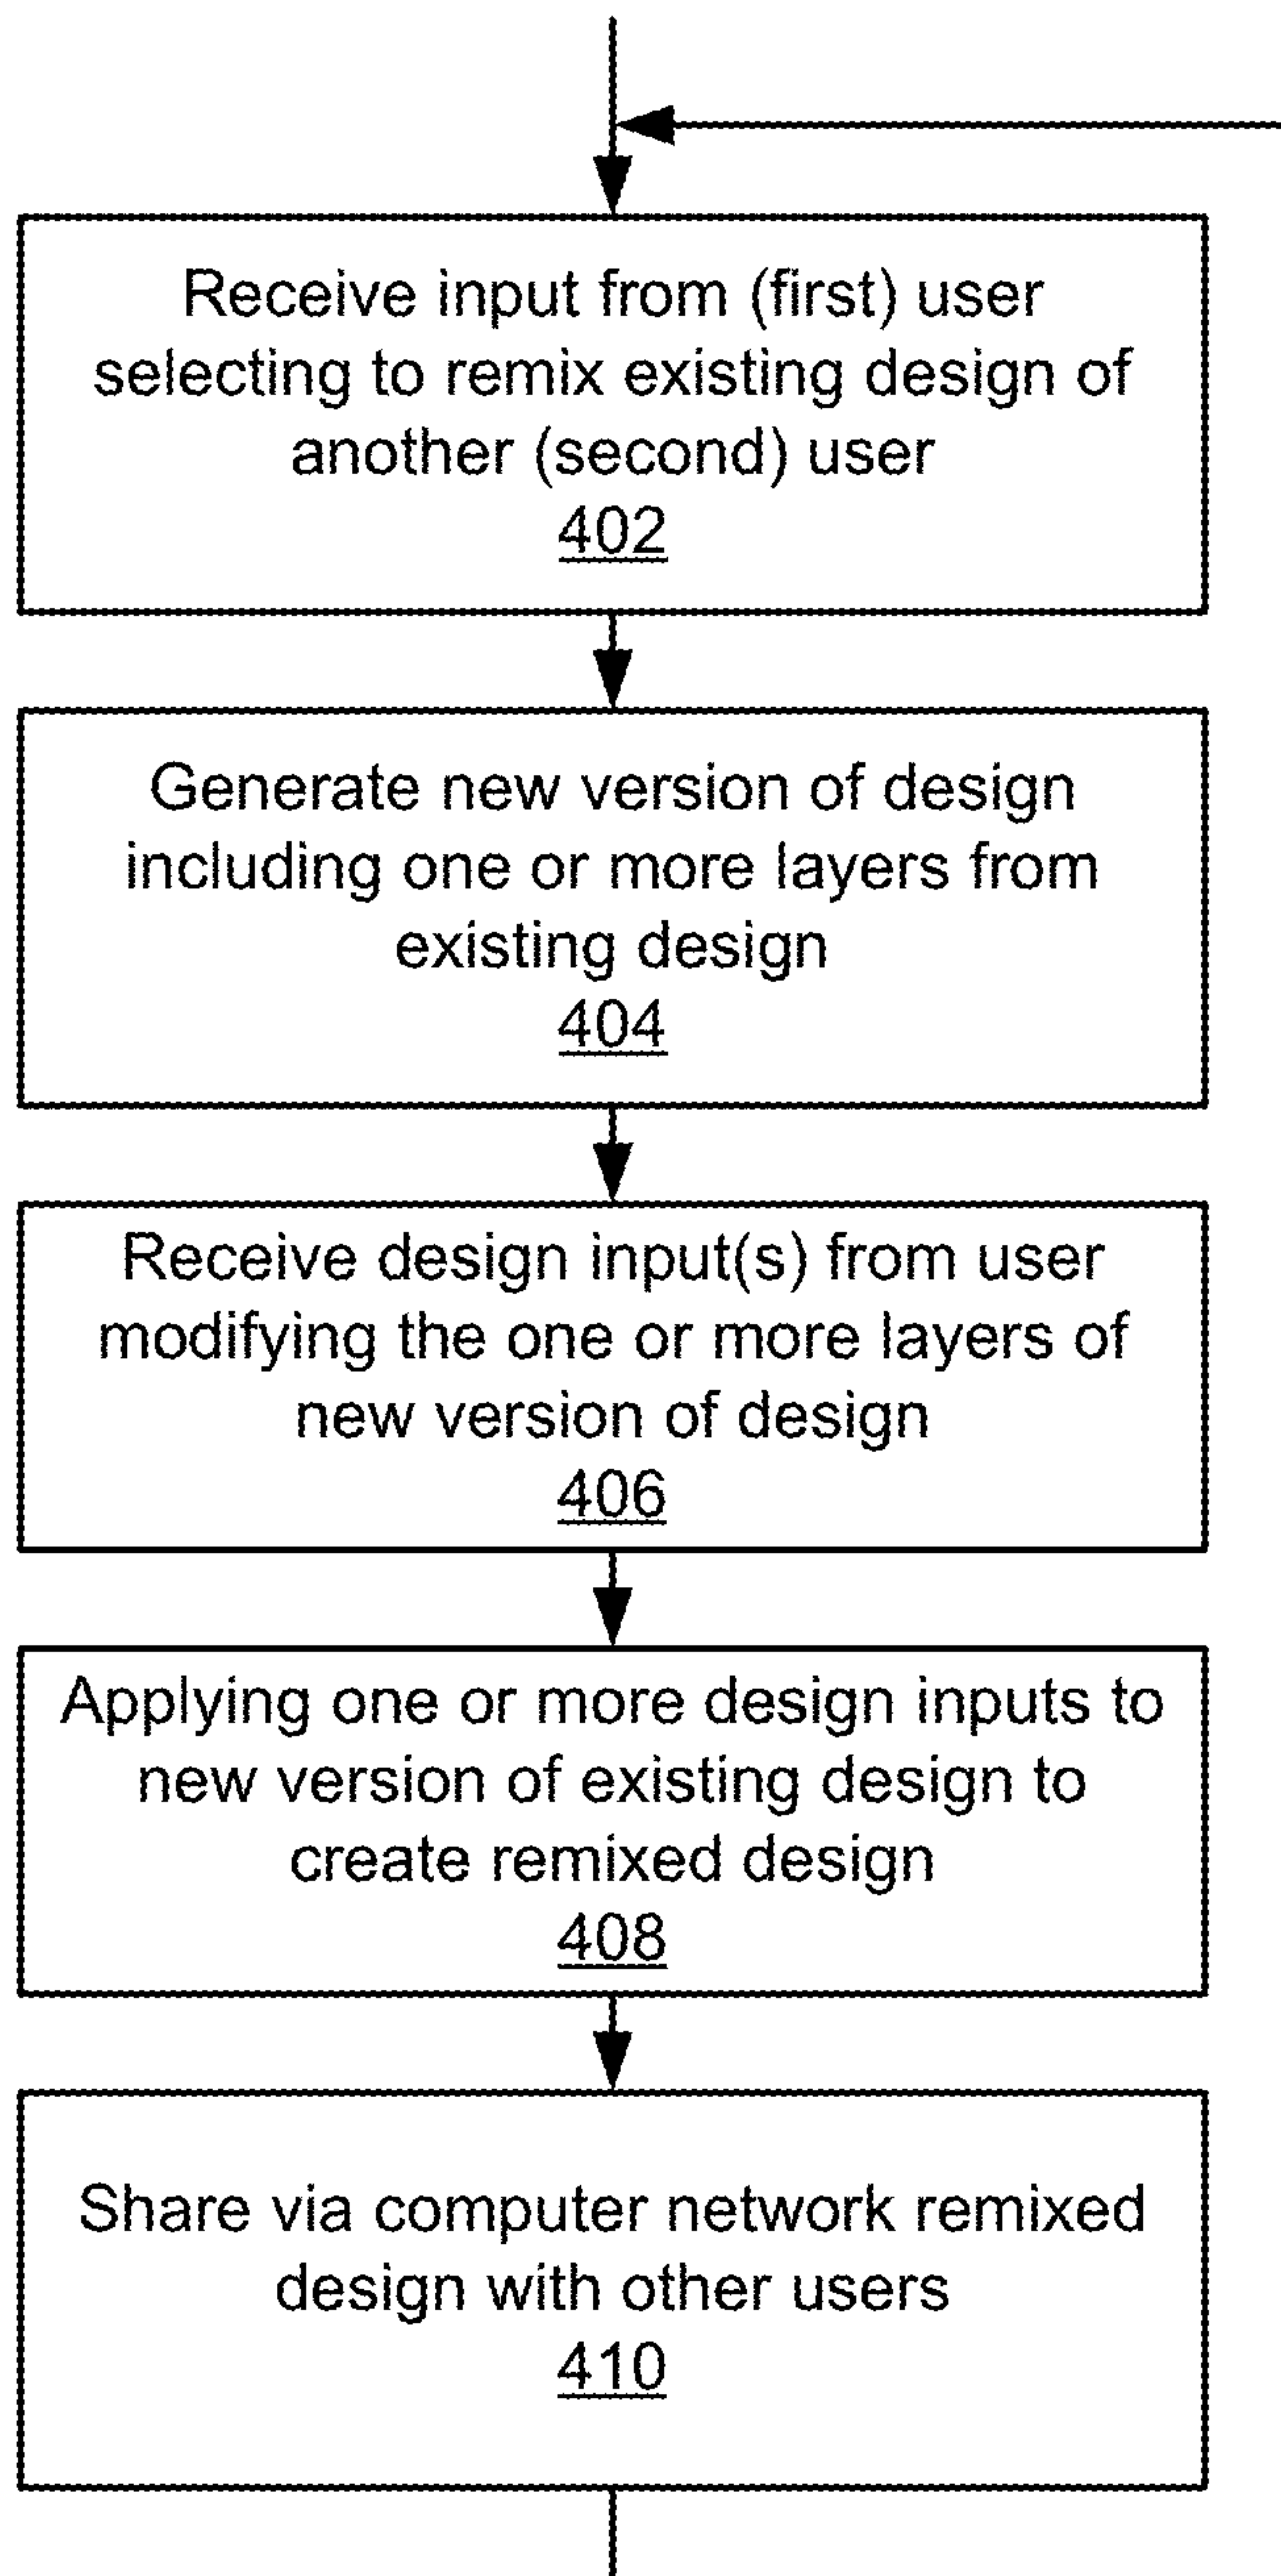 Receive input from (first) user
selecting to remix existing design of
another (second) user
402
Generate new version of design
including one or more layers from
existing design
404
Receive design input(s) from user
modifying the one or more layers of
new version of design
406
Applying one or more design inputs to
new version of existing design to
create remixed design
408
Share via computer network remixed
design with other users
410